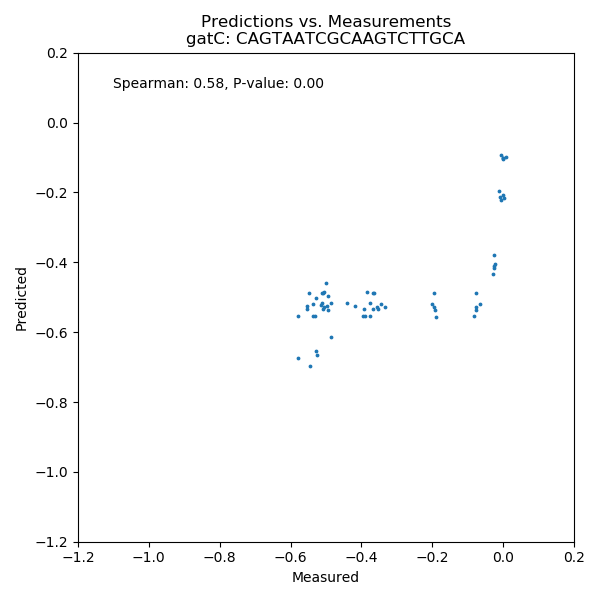 Predictions vs. Measurements
gatC: CAGTAATCGCAAGTCTTGCA
Spearman: 0.58, P-value: 0.00
0.2
0.0
−0.2
−0.4
−0.6
−0.8
−1.0
−1.2
Predicted
−1.2 −1.0 −0.8 −0.6 −0.4 −0.2 0.0 0.2
Measured